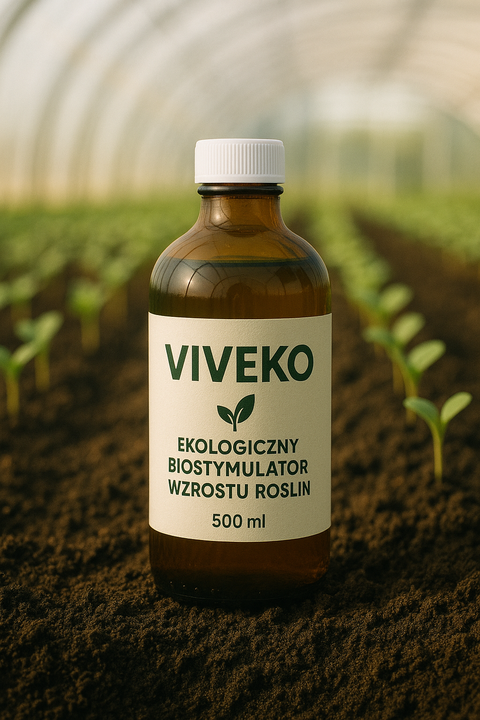 VIVEKO
EKOLOGICZNY
BIOSTYMULATOR
WZROSTU ROSLIN
500 ml